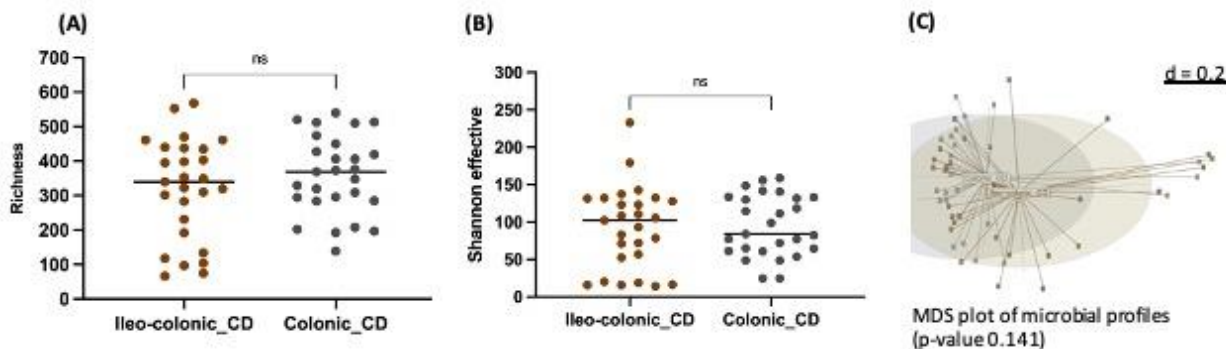 (A)
Richness
700
600
500
400
300
200
100
0
ns
Ileo-colonic_CD
Colonic_CD
(B)
Shannon effective
300
250
200
150
100
50
0
ns
Ileo-colonic_CD
Colonic_CD
(C)
d = 0.2
MDS plot of microbial profiles
(p-value 0.141)